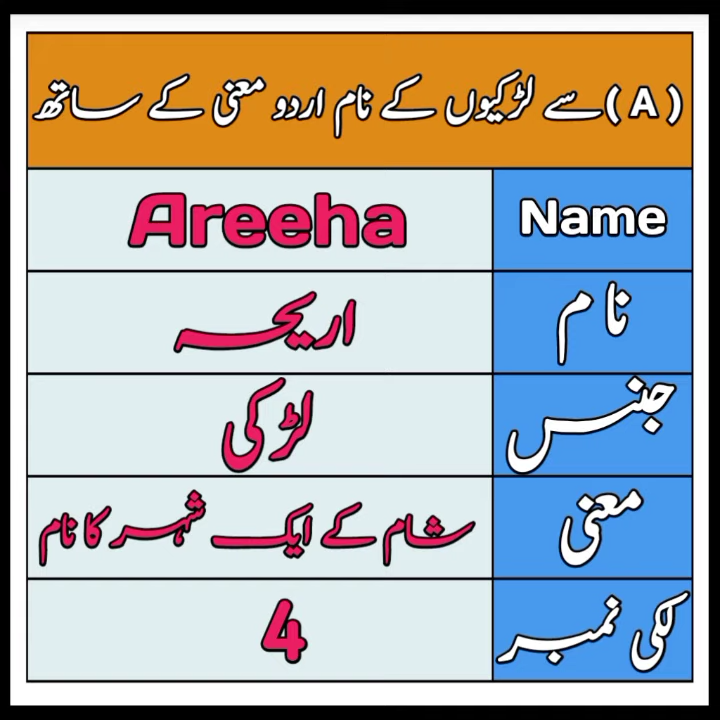 (A) سے لڑکیوں کے نام اردو معنی کے ساتھ
Name Areeha
نام اریحہ
جنس لڑکی
معنی شام کے ایک شہر کا نام
لکی نمبر 4